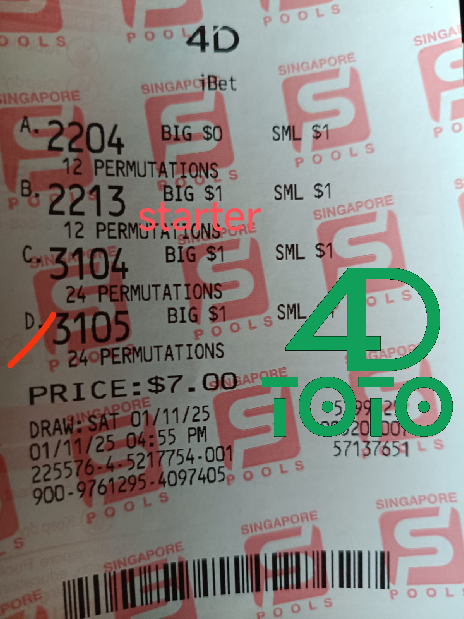 4D
iBet
A. 2204 BIG $0 SML $1
12 PERMUTATIONS
B. 2213 BIG $1 SML $1
starter
12 PERMUTATIONS
C. 3104 BIG $1 SML $1
24 PERMUTATIONS
D. 3105 BIG $1 SML
24 PERMUTATIONS
4D
TOTO
PRICE:$7.00
DRAW:SAT 01/11/25
01/11/25 04:55 PM
57137651
225576-4-5217754-001
900-9761295-4097405
SINGAPORE
POOLS